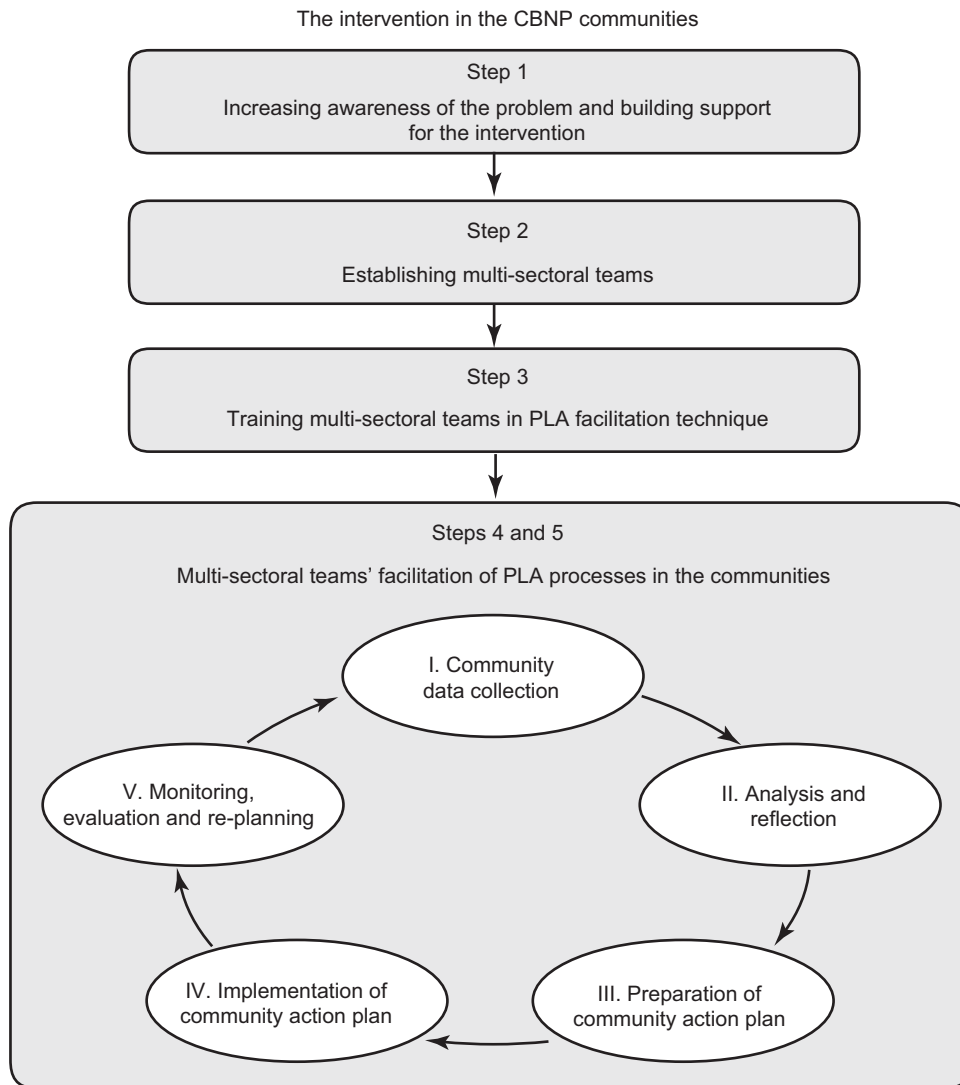 The intervention in the CBNP communities
Step 1
Increasing awareness of the problem and building support
for the intervention
Step 2
Establishing multi-sectoral teams
Step 3
Training multi-sectoral teams in PLA facilitation technique
Steps 4 and 5
Multi-sectoral teams’ facilitation of PLA processes in the communities
I. Community
data collection
II. Analysis and
reflection
III. Preparation of
community action plan
IV. Implementation of
community action plan
V. Monitoring,
evaluation and re-planning